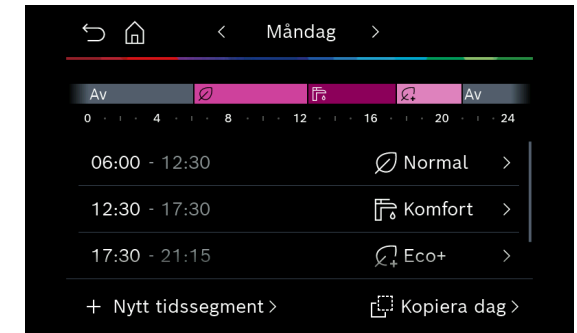 Måndag
Av Av
0 4 8 12 16 20 24
06:00 - 12:30 Normal
12:30 - 17:30 Komfort
17:30 - 21:15 Eco+
+ Nytt tidssegment > Kopiera dag >